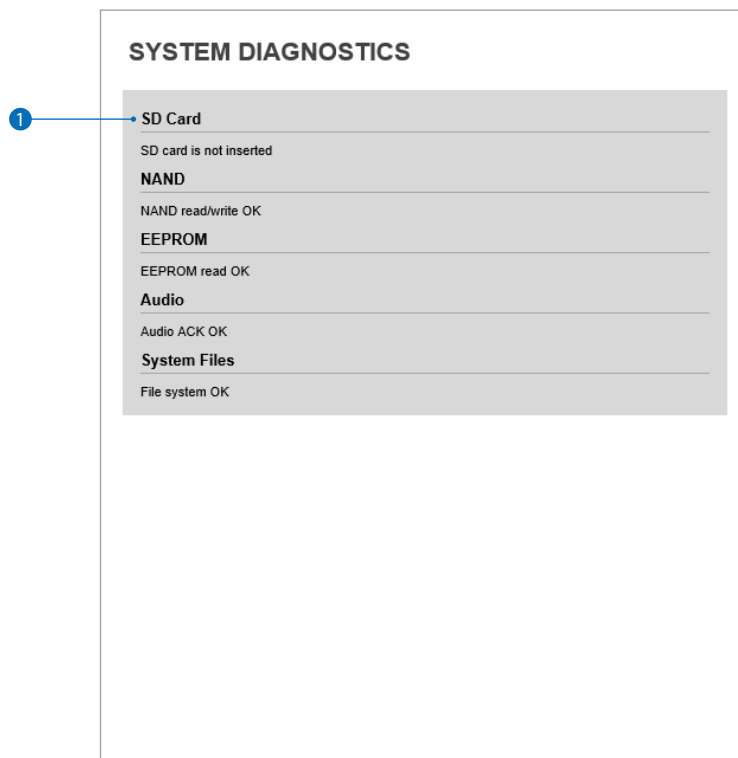 SYSTEM DIAGNOSTICS
1
SD Card
SD card is not inserted
NAND
NAND read/write OK
EEPROM
EEPROM read OK
Audio
Audio ACK OK
System Files
File system OK